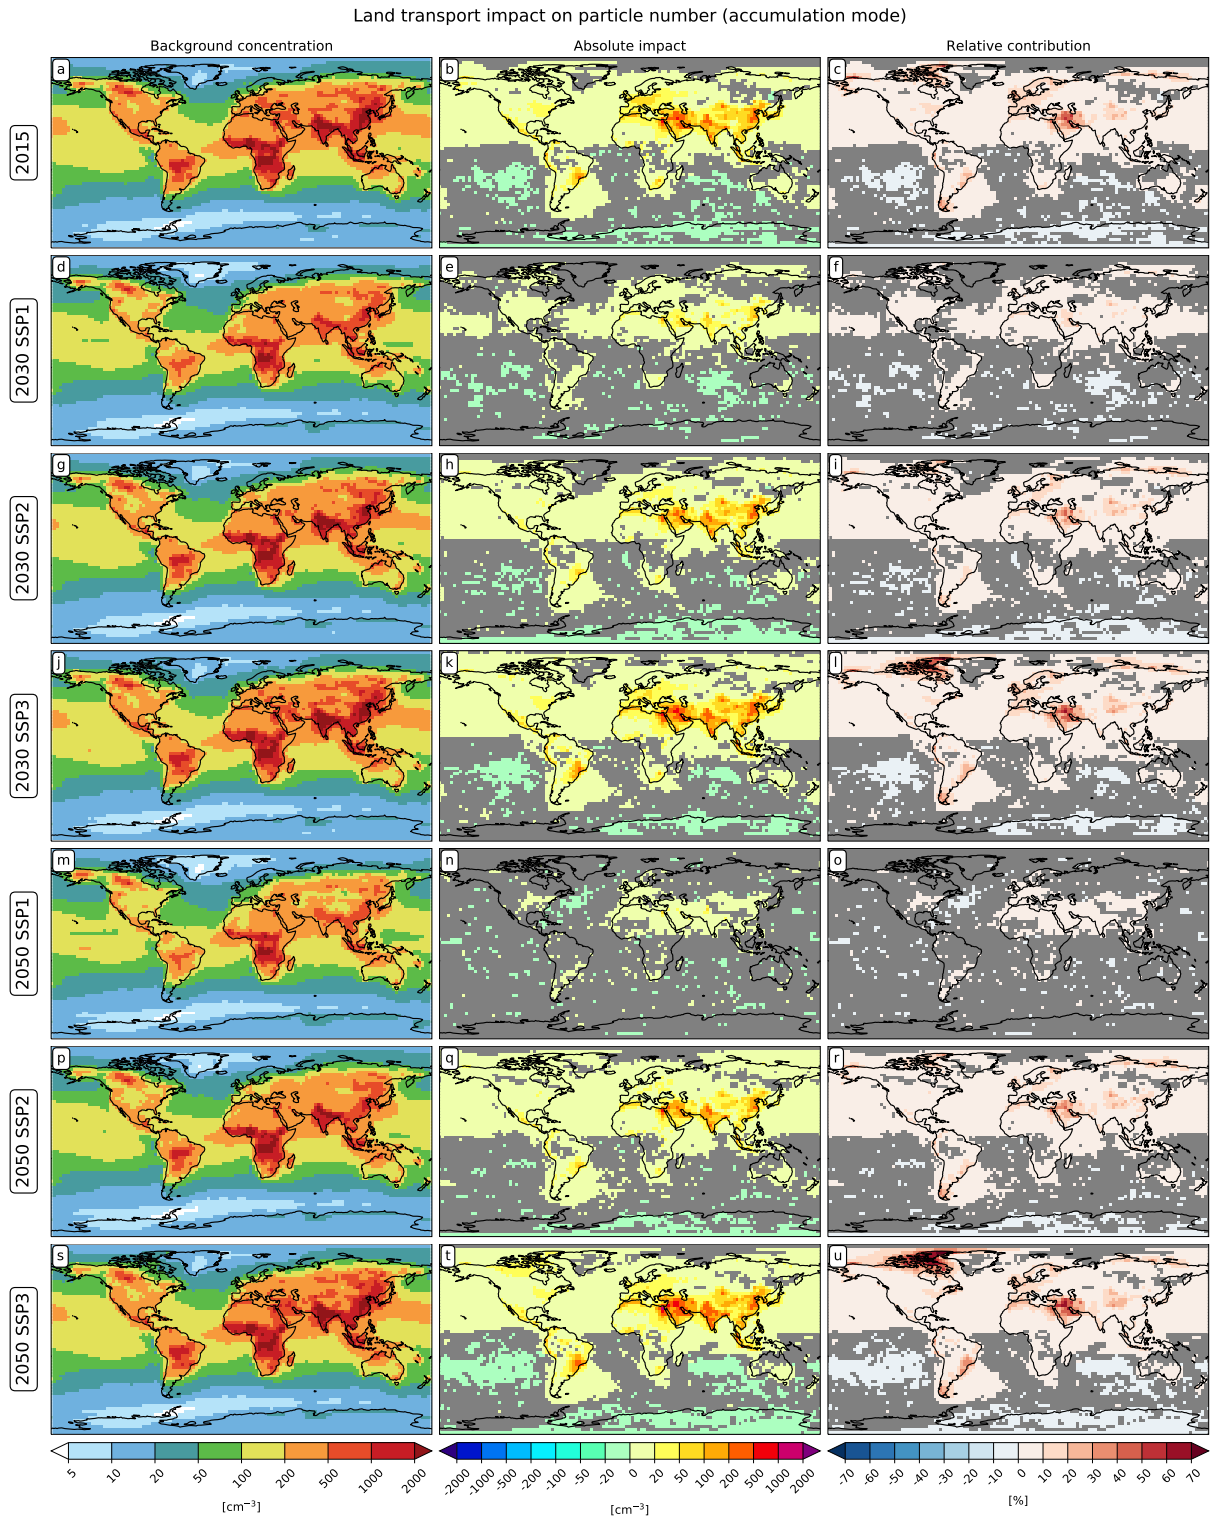 Land transport impact on particle number (accumulation mode)
Background concentration Absolute impact Relative contribution
2015 a b c
2030 SSP1 d e f
2030 SSP2 g h i
2030 SSP3 j k l
2050 SSP1 m n o
2050 SSP2 p q r
2050 SSP3 s t u
5 10 20 50 100 200 500 1000 2000 -2000 -1000 -500 -100 -50 -20 0 20 50 100 500 1000 2000 -70 -60 -50 -40 -30 -20 -10 0 10 20 30 40 50 60 70
[cm⁻³] [cm⁻³] [%]